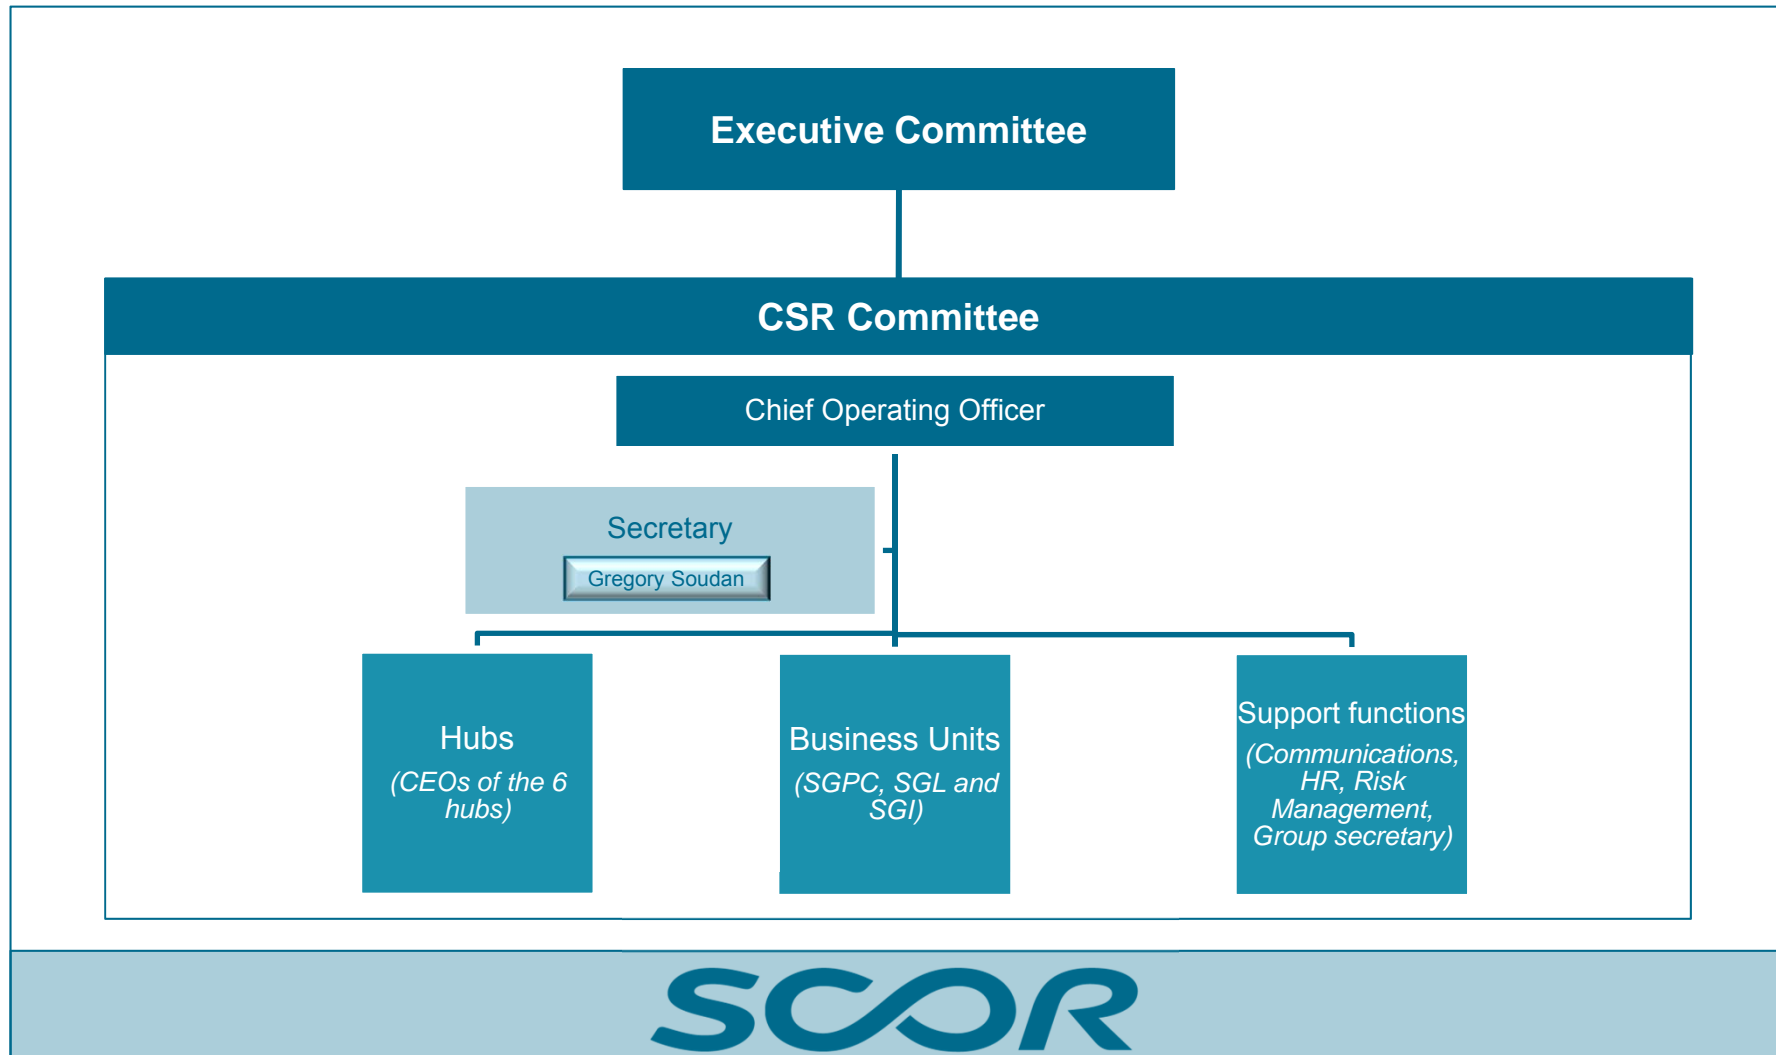 Executive Committee
CSR Committee
Chief Operating Officer
Secretary
Gregory Soudan
Hubs
(CEOs of the 6
hubs)
Business Units
(SGPC, SGL and
SGI)
Support functions
(Communications,
HR, Risk
Management,
Group secretary)
SCOR